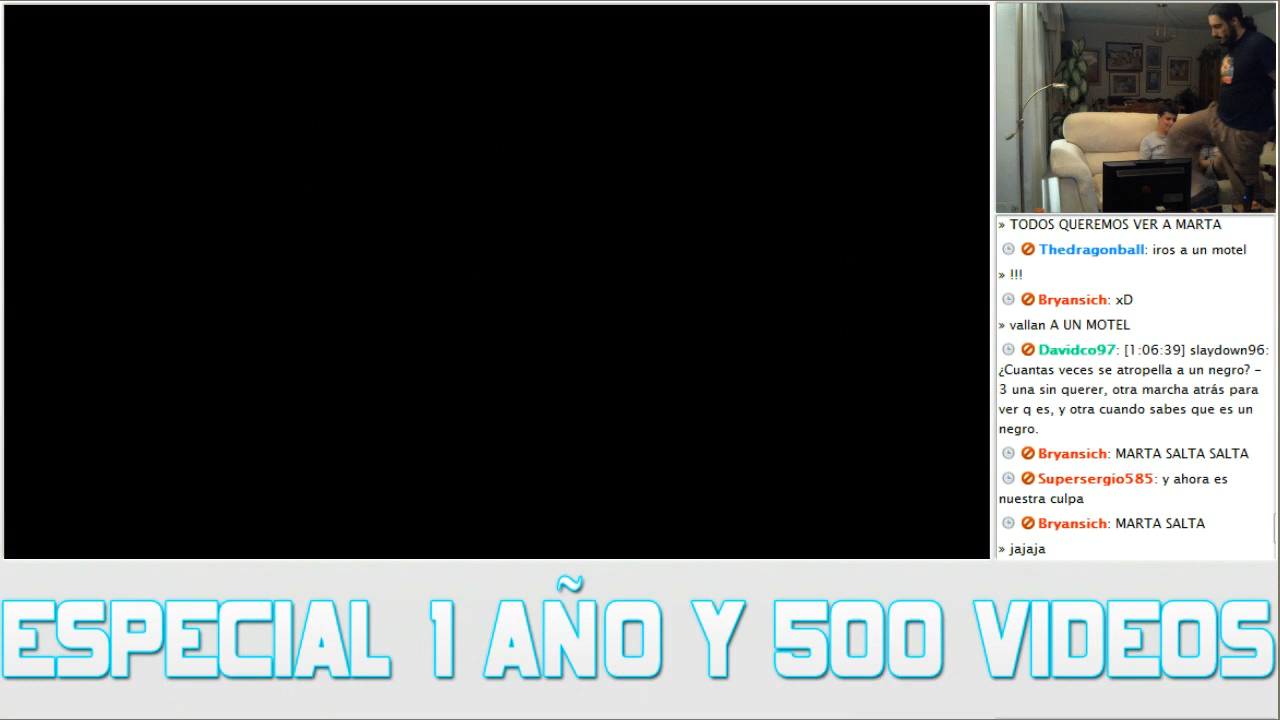 » TODOS QUEREMOS VER A MARTA
Thedragonball: iros a un motel
» !!!
Bryansich: xD
» vallan A UN MOTEL
Davidco97: [1:06:39] slaydown96:
¿Cuantas veces se atropella a un negro? -
3 una sin querer, otra marcha atrás para
ver q es, y otra cuando sabes que es un
negro.
Bryansich: MARTA SALTA SALTA
Supersergio585: y ahora es
nuestra culpa
Bryansich: MARTA SALTA
» jajaja
ESPECIAL 1 AÑO Y 500 VIDEOS